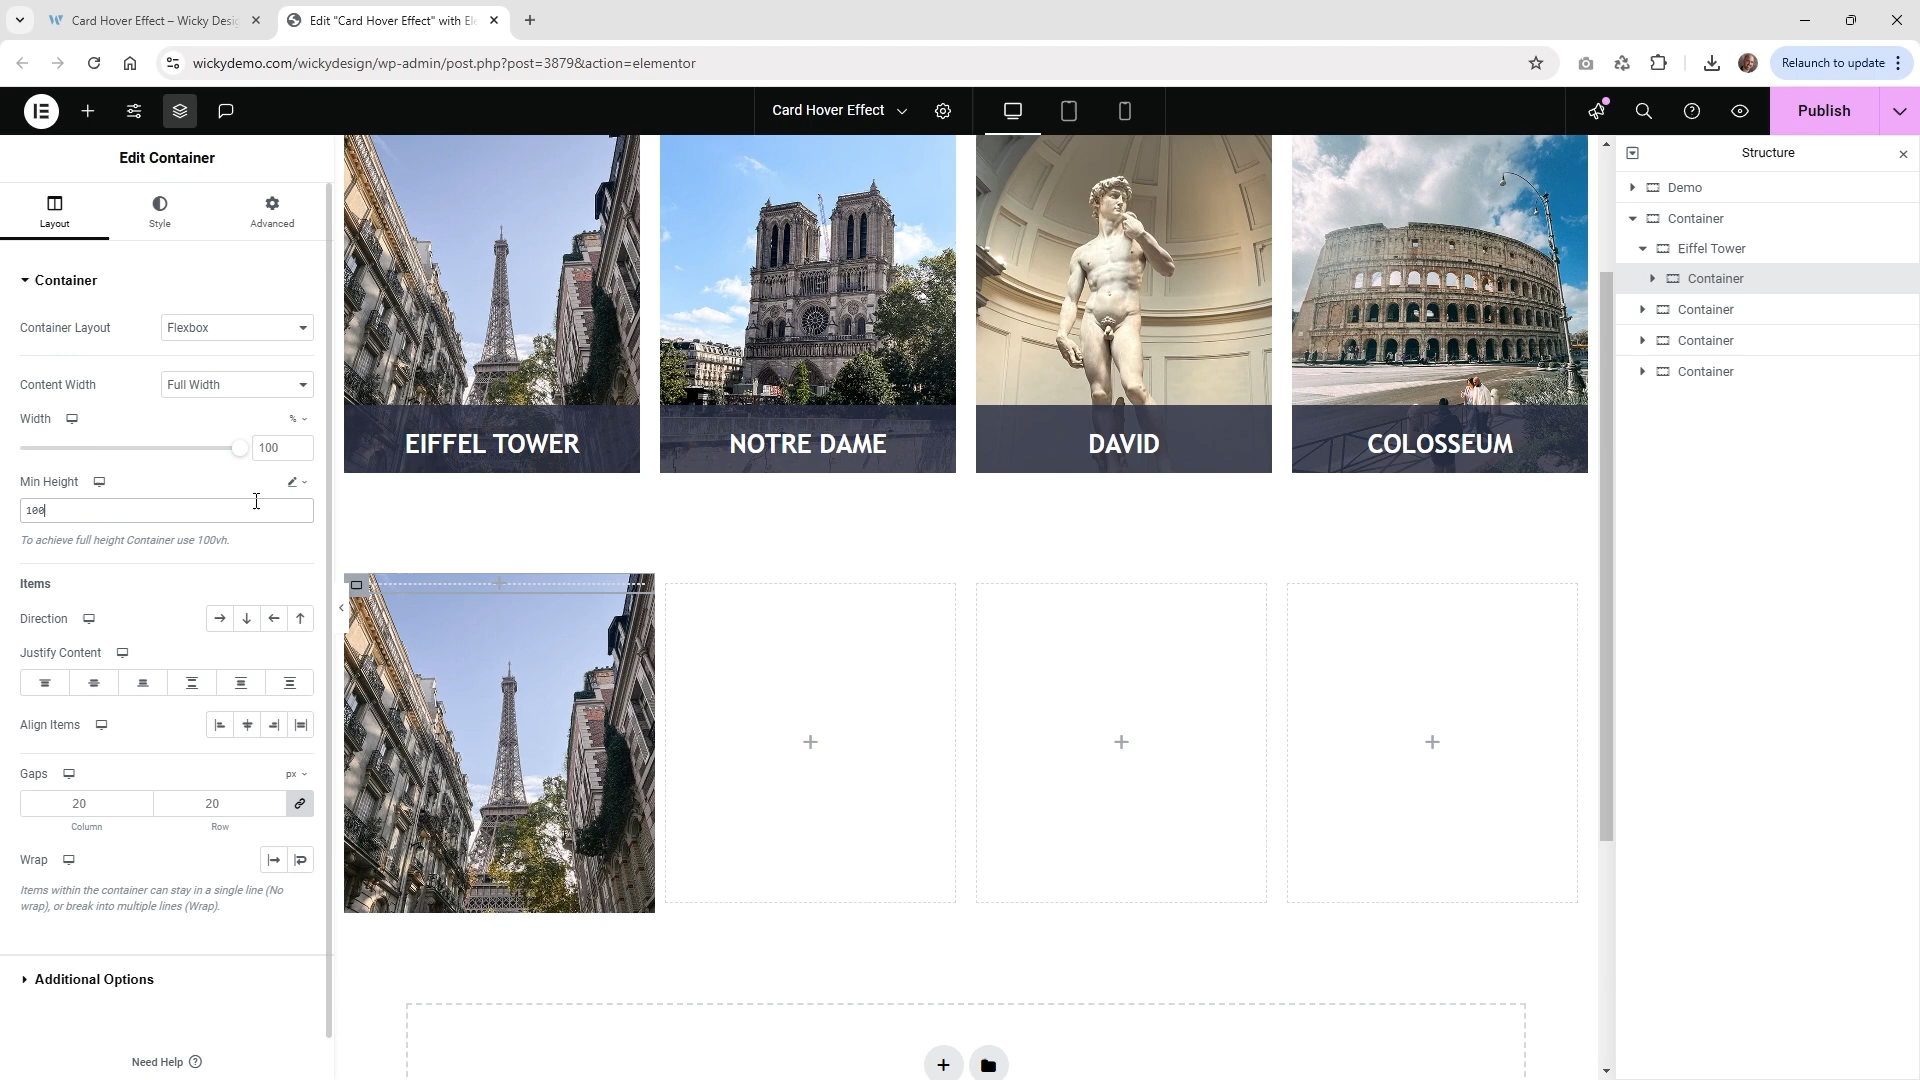 Card Hover Effect – Wicky Desi
Edit "Card Hover Effect" with Ele
wickydemo.com/wickydesign/wp-admin/post.php?post=3879&action=elementor
Relaunch to update
Card Hover Effect
Publish
Edit Container
Layout
Style
Advanced
Container
Container Layout
Flexbox
Content Width
Full Width
Width
%
100
Min Height
100
To achieve full height Container use 100vh.
Items
Direction
Justify Content
Align Items
Gaps
px
20
20
Column
Row
Wrap
Items within the container can stay in a single line (No
wrap), or break into multiple lines (Wrap).
Additional Options
Need Help
EIFFEL TOWER
NOTRE DAME
DAVID
COLOSSEUM
Structure
Demo
Container
Eiffel Tower
Container
Container
Container
Container